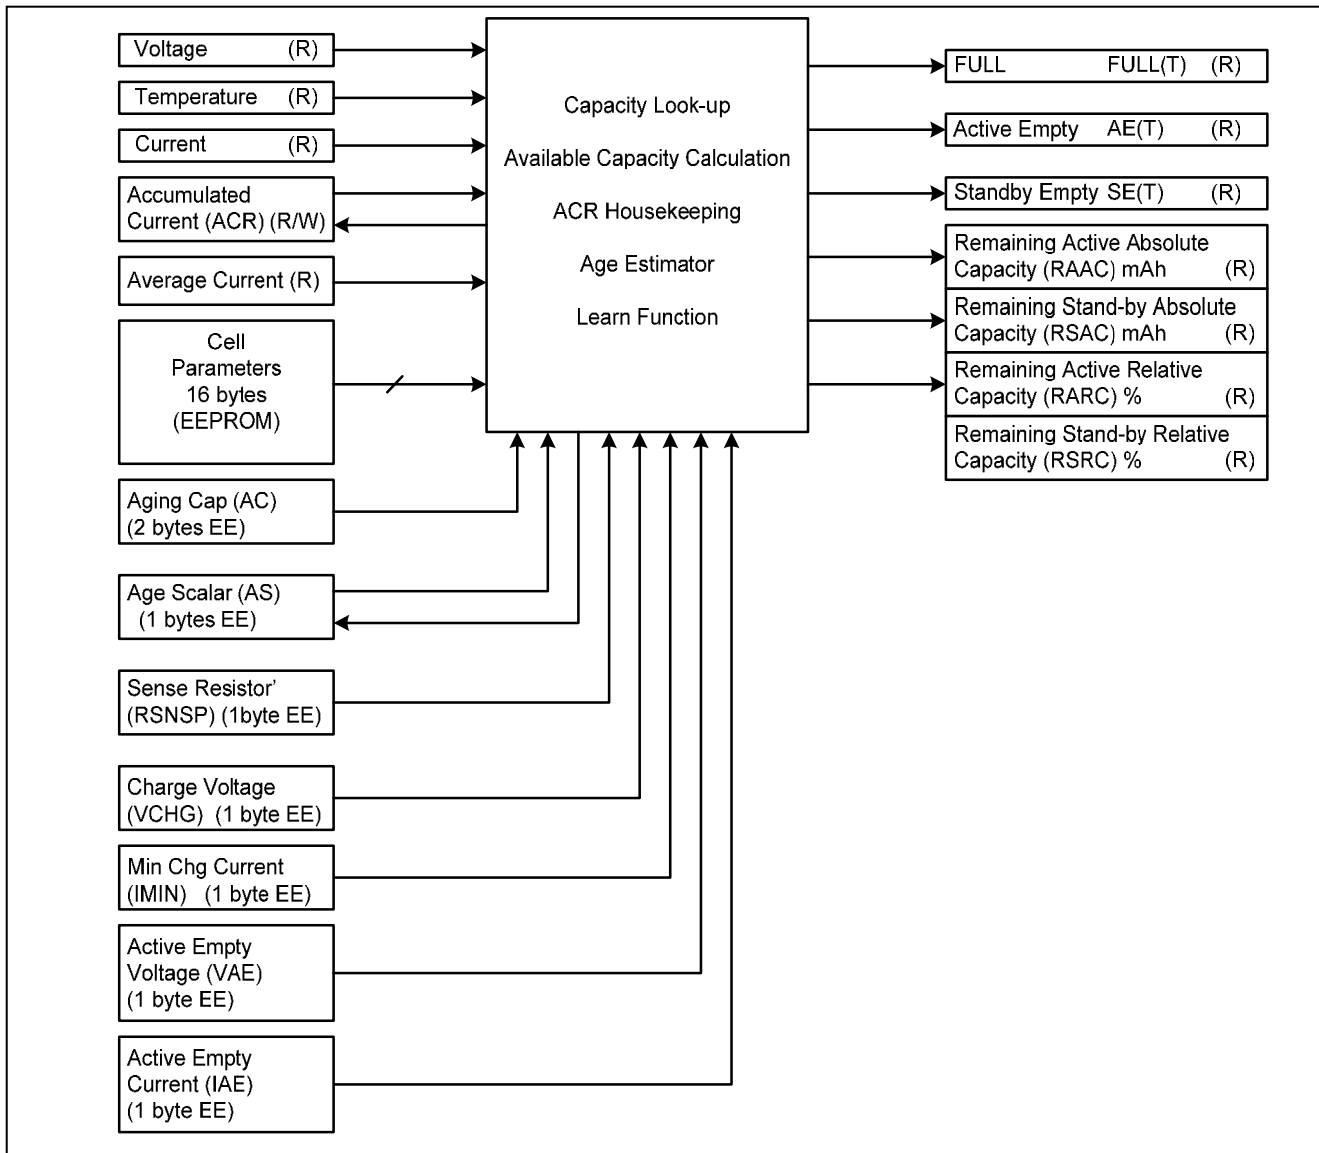 Voltage (R)
Temperature (R)
Current (R)
Accumulated
Current (ACR) (R/W)
Average Current (R)
Cell
Parameters
16 bytes
(EEPROM)
Aging Cap (AC)
(2 bytes EE)
Age Scalar (AS)
(1 bytes EE)
Sense Resistor'
(RSNSP) (1byte EE)
Charge Voltage
(VCHG) (1 byte EE)
Min Chg Current
(IMIN) (1 byte EE)
Active Empty
Voltage (VAE)
(1 byte EE)
Active Empty
Current (IAE)
(1 byte EE)
Capacity Look-up
Available Capacity Calculation
ACR Housekeeping
Age Estimator
Learn Function
FULL FULL(T) (R)
Active Empty AE(T) (R)
Standby Empty SE(T) (R)
Remaining Active Absolute
Capacity (RAAC) mAh (R)
Remaining Stand-by Absolute
Capacity (RSAC) mAh (R)
Remaining Active Relative
Capacity (RARC) % (R)
Remaining Stand-by Relative
Capacity (RSRC) % (R)